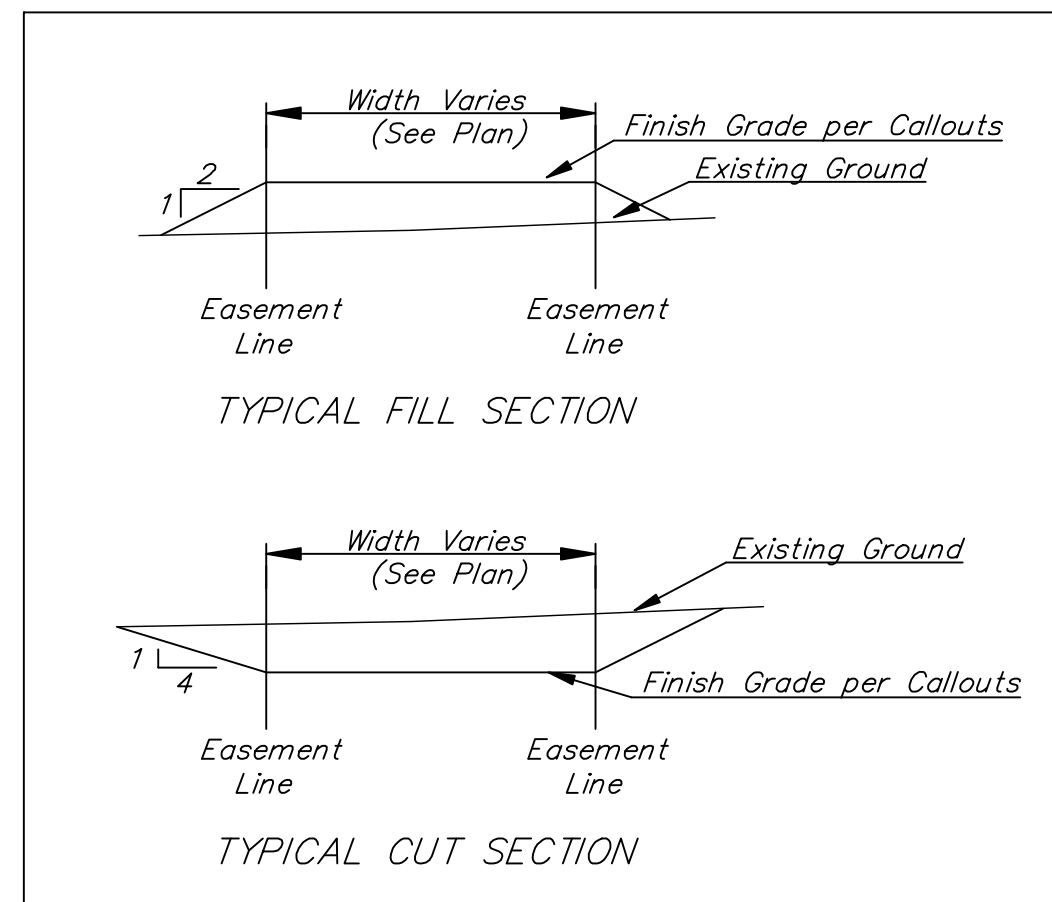 Width Varies
(See Plan)
Finish Grade per Callouts
Existing Ground
2
1
Easement
Line
Easement
Line
TYPICAL FILL SECTION
Width Varies
(See Plan)
Existing Ground
1
4
Finish Grade per Callouts
Easement
Line
Easement
Line
TYPICAL CUT SECTION